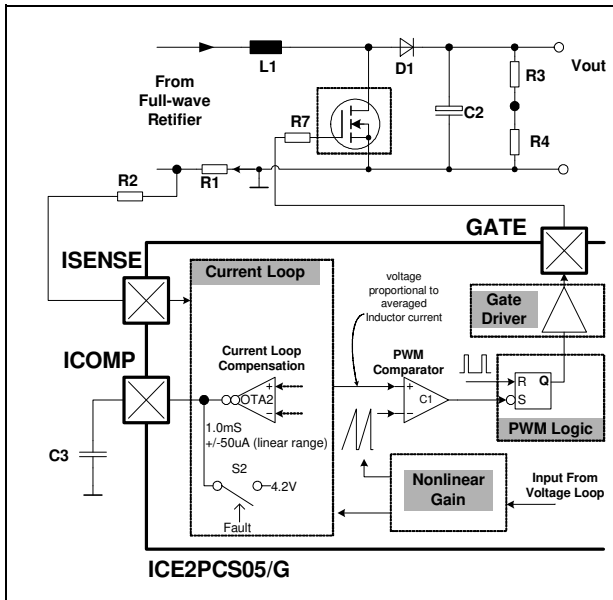 L1
D1
From
Full-wave
Retifier
R3
Vout
R7
C2
R4
R2
R1
GATE
ISENSE
Current Loop
voltage
proportional to
averaged
Inductor current
Gate
Driver
ICOMP
Current Loop
Compensation
PWM
Comparator
+
OTA2
-
+
C1
-
R
Q
S
1.0mS
+/-50uA (linear range)
PWM Logic
C3
S2
4.2V
Nonlinear
Gain
Input From
Voltage Loop
Fault
ICE2PCS05/G